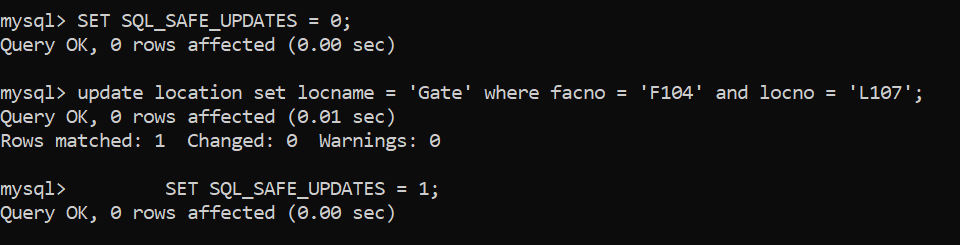 mysql> SET SQL_SAFE_UPDATES = 0;
Query OK, 0 rows affected (0.00 sec)
mysql> update location set locname = 'Gate' where facno = 'F104' and locno = 'L107';
Query OK, 0 rows affected (0.01 sec)
Rows matched: 1  Changed: 0  Warnings: 0
mysql>         SET SQL_SAFE_UPDATES = 1;
Query OK, 0 rows affected (0.00 sec)